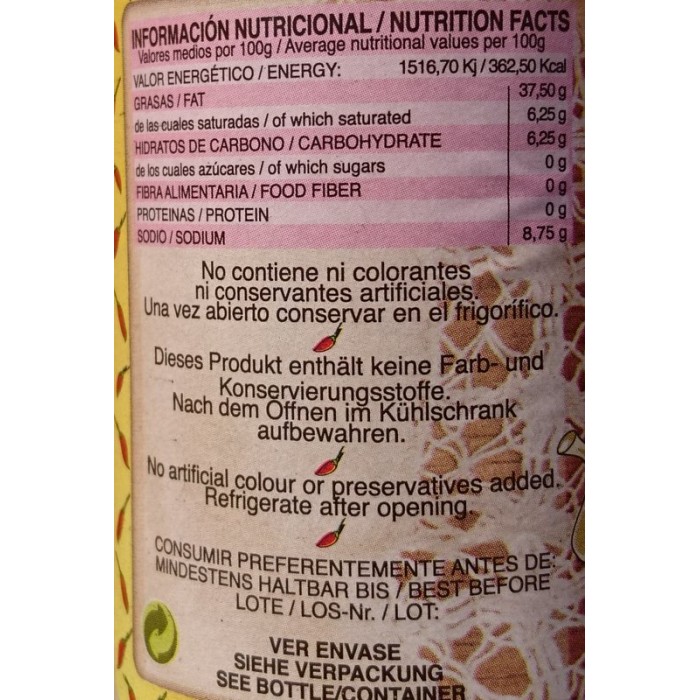 INFORMACIÓN NUTRICIONAL / NUTRITION FACTS
Valores medios por 100g / Average nutritional values per 100g
VALOR ENERGÉTICO / ENERGY: 1516,70 Kj / 362,50 Kcal
GRASAS / FAT 37,50 g
de las cuales saturadas / of which saturated 6,25 g
HIDRATOS DE CARBONO / CARBOHYDRATE 6,25 g
de los cuales azúcares / of which sugars 0 g
FIBRA ALIMENTARIA / FOOD FIBER 0 g
PROTEINAS / PROTEIN 0 g
SODIO / SODIUM 8,75 g
No contiene ni colorantes
ni conservantes artificiales.
Una vez abierto conservar en el frigorífico.
Dieses Produkt enthält keine Farb- und
Konservierungsstoffe.
Nach dem Öffnen im Kühlschrank
aufbewahren.
No artificial colour or preservatives added.
Refrigerate after opening.
CONSUMIR PREFERENTEMENTE ANTES DE:
MINDESTENS HALTBAR BIS / BEST BEFORE
LOTE / LOS-Nr. / LOT:
VER ENVASE
SIEHE VERPACKUNG
SEE BOTTLE/CONTAINER